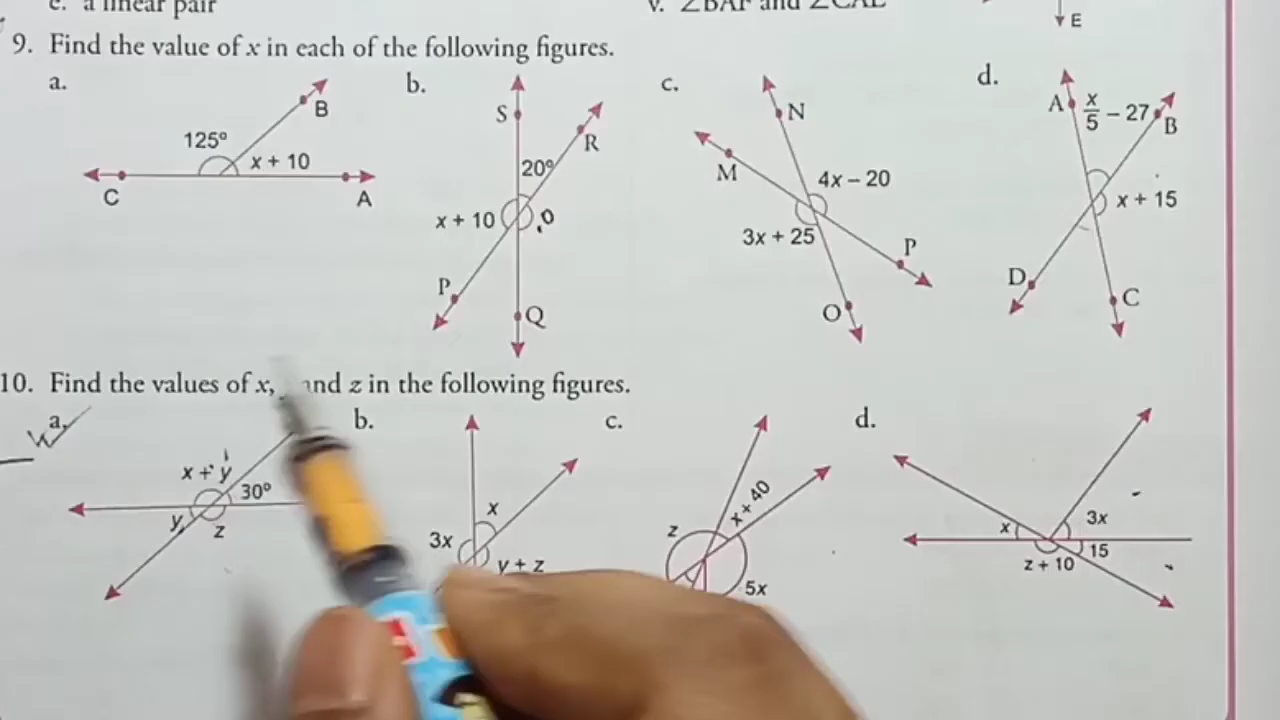 e. a linear pair
v. ∠BAF and ∠CAE
E
9. Find the value of x in each of the following figures.
a.
125°
x + 10
B
C
A
b.
S
R
20°
x + 10
O
P
Q
c.
N
M
4x – 20
3x + 25
P
O
d.
A
x/5 – 27
B
x + 15
D
C
10. Find the values of x, and z in the following figures.
a.
x + y
30°
y
z
b.
x
3x
y + z
c.
z
x + 40
5x
d.
x
3x
15
z + 10